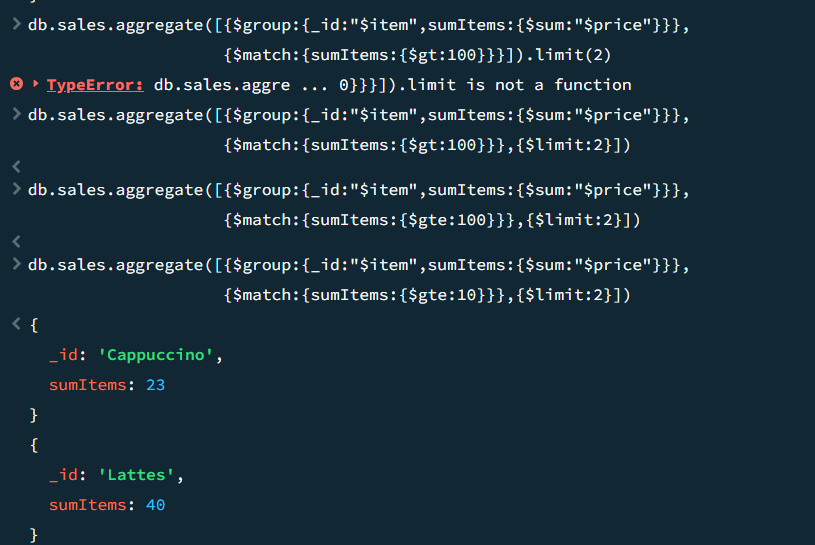 > db.sales.aggregate([{$group:{_id:"$item",sumItems:{$sum:"$price"}}},
{$match:{sumItems:{$gt:100}}}]).limit(2)
TypeError: db.sales.aggre ... 0}}}]).limit is not a function
> db.sales.aggregate([{$group:{_id:"$item",sumItems:{$sum:"$price"}}},
{$match:{sumItems:{$gt:100}}},{$limit:2}])
<
> db.sales.aggregate([{$group:{_id:"$item",sumItems:{$sum:"$price"}}},
{$match:{sumItems:{$gte:100}}},{$limit:2}])
<
> db.sales.aggregate([{$group:{_id:"$item",sumItems:{$sum:"$price"}}},
{$match:{sumItems:{$gte:10}}},{$limit:2}])
< {
_id: 'Cappuccino',
sumItems: 23
}
{
_id: 'Lattes',
sumItems: 40
}